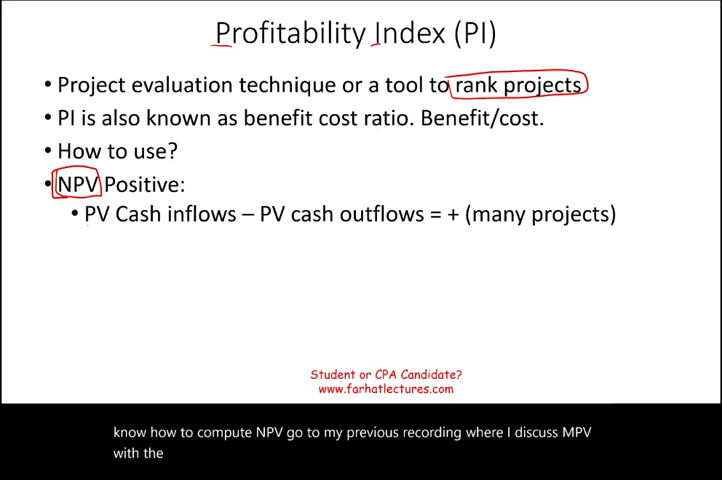 Profitability Index (PI)
• Project evaluation technique or a tool to rank projects
• PI is also known as benefit cost ratio. Benefit/cost.
• How to use?
• NPV Positive:
• PV Cash inflows – PV cash outflows = + (many projects)
Student or CPA Candidate?
www.farhatlectures.com
know how to compute NPV go to my previous recording where I discuss MPV
with the